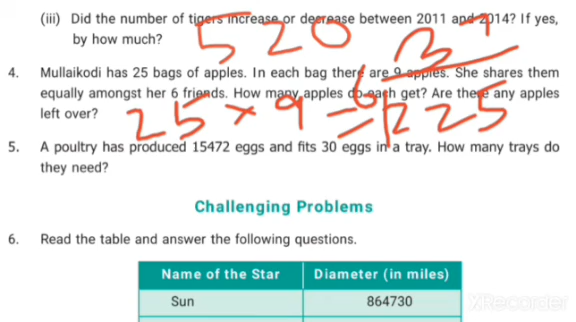 (iii) Did the number of tigers increase or decrease between 2011 and 2014? If yes,
by how much?
520
37
4. Mullaikodi has 25 bags of apples. In each bag there are 9 apples. She shares them
equally amongst her 6 friends. How many apples do each get? Are there any apples
left over?
25 × 9 = 6 225
5. A poultry has produced 15472 eggs and fits 30 eggs in a tray. How many trays do
they need?
Challenging Problems
6. Read the table and answer the following questions.
Name of the Star Diameter (in miles)
Sun 864730
XRecorder